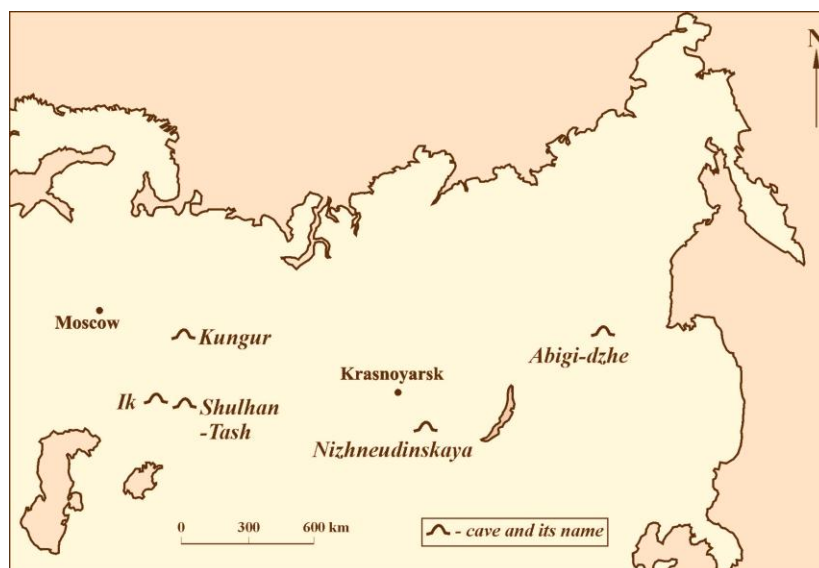 N
Moscow
Kungur
Abigi-dzhe
Krasnoyarsk
Ik
Shulhan
-Tash
Nizhneudinskaya
0 300 600 km
- cave and its name